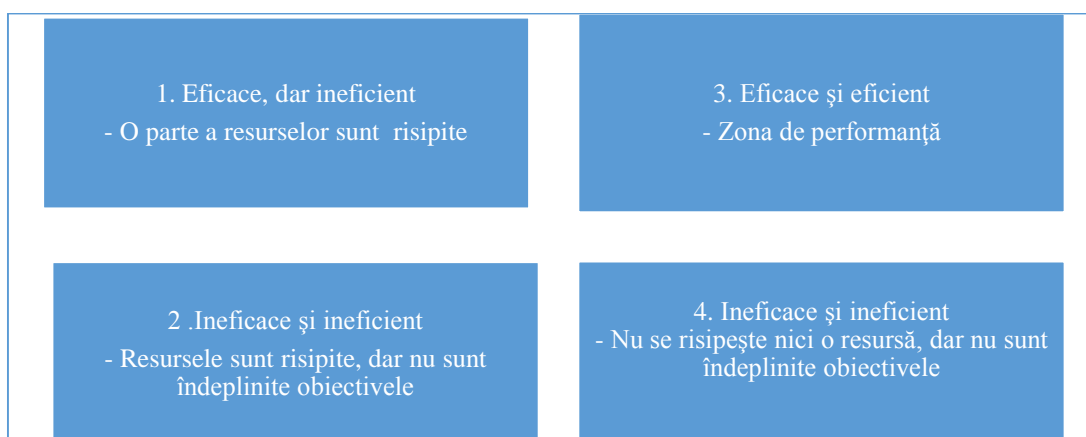 1. Eficace, dar ineficient
- O parte a resurselor sunt  risipite
3. Eficace şi eficient
- Zona de performanţă
2 .Ineficace şi ineficient
- Resursele sunt risipite, dar nu sunt
îndeplinite obiectivele
4. Ineficace şi ineficient
- Nu se risipeşte nici o resursă, dar nu sunt
îndeplinite obiectivele